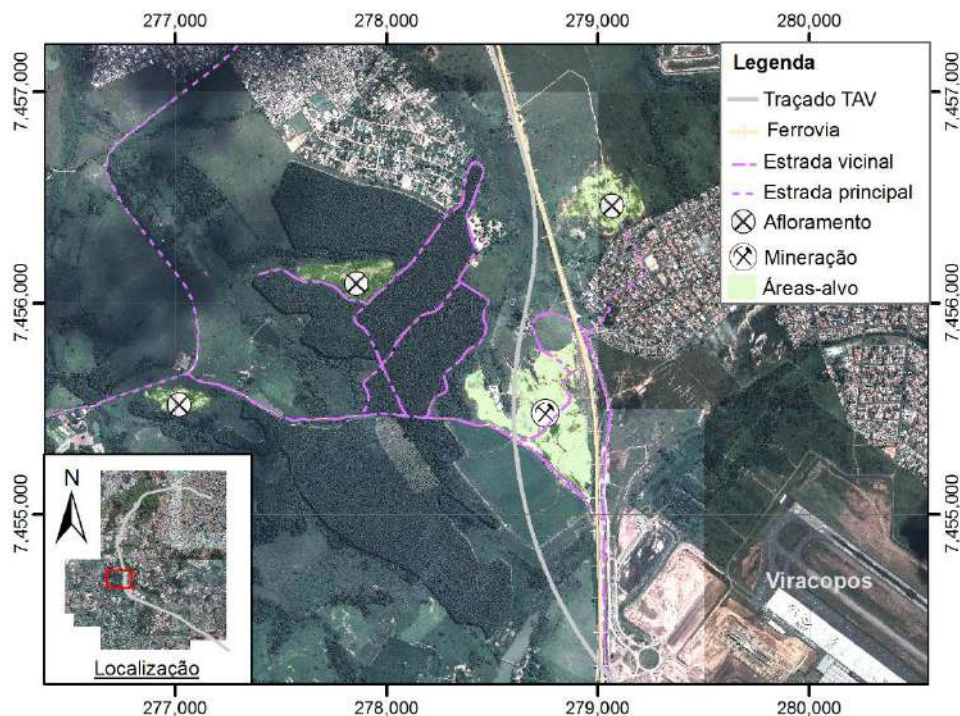 277,000 278,000 279,000 280,000
7,457,000
7,456,000
7,455,000
Legenda
Traçado TAV
Ferrovia
Estrada vicinal
Estrada principal
Afloramento
Mineração
Áreas-alvo
7,457,000
7,456,000
7,455,000
Viracopos
N
Localização
277,000 278,000 279,000 280,000